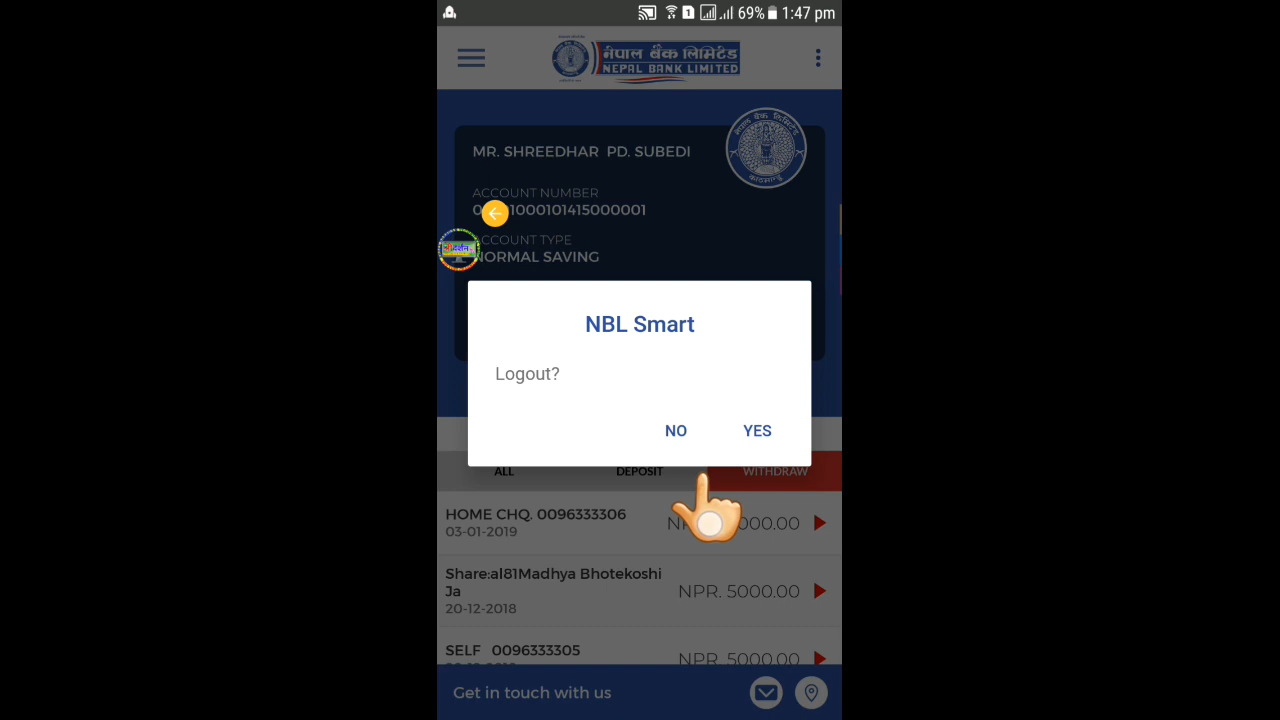 69% 1:47 pm
नेपाल बैंक लिमिटेड
NEPAL BANK LIMITED
MR. SHREEDHAR PD. SUBEDI
ACCOUNT NUMBER
1000101415000001
ACCOUNT TYPE
NORMAL SAVING
NBL Smart
Logout?
NO YES
ALL DEPOSIT WITHDRAW
HOME CHQ. 0096333306
03-01-2019
000.00
Share:al81Madhya Bhotekoshi
Ja
NPR. 5000.00
20-12-2018
SELF 0096333305
NPR. 5000.00
Get in touch with us